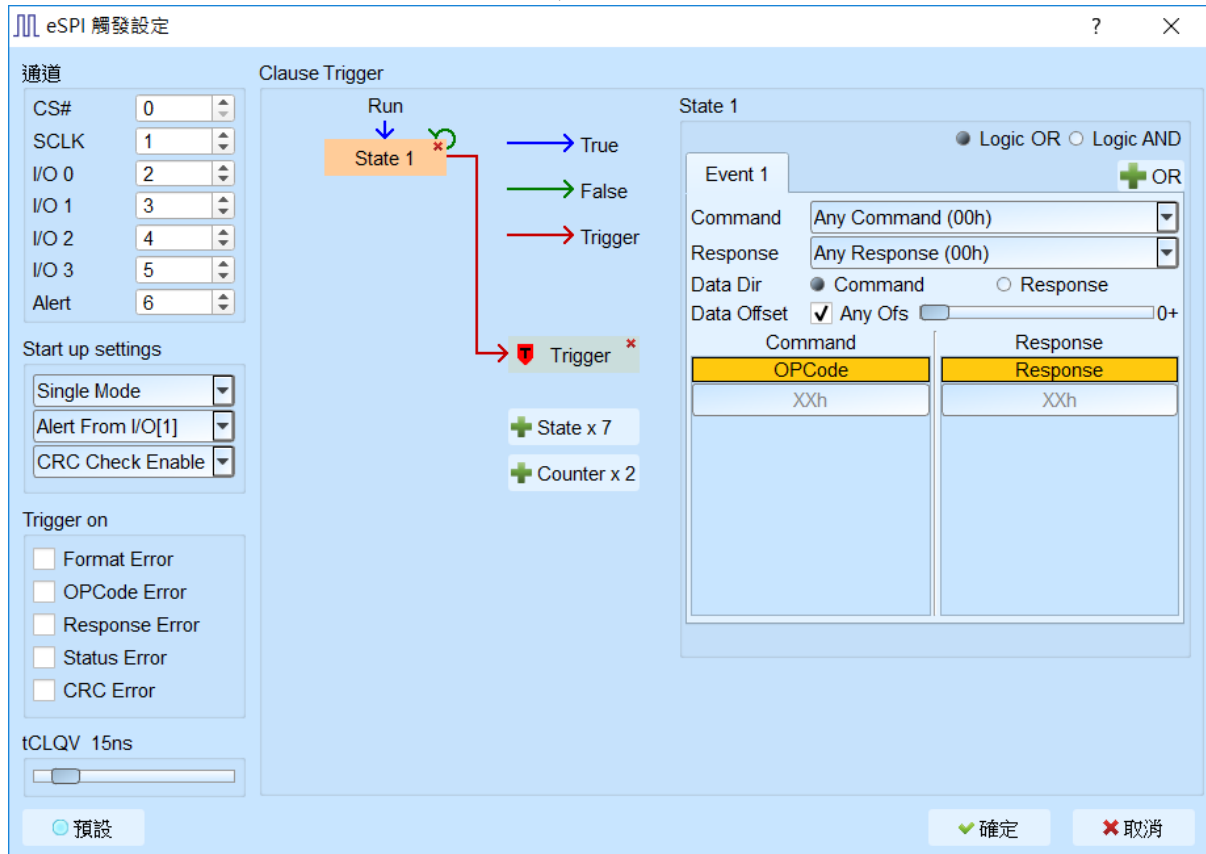 eSPI 觸發設定
?
通道
CS# 0
SCLK 1
I/O 0 2
I/O 1 3
I/O 2 4
I/O 3 5
Alert 6
Start up settings
Single Mode
Alert From I/O[1]
CRC Check Enable
Trigger on
Format Error
OPCode Error
Response Error
Status Error
CRC Error
tCLQV 15ns
預設
Clause Trigger
Run
State 1
True
False
Trigger
T Trigger
State x 7
Counter x 2
State 1
Logic OR Logic AND
Event 1
OR
Command Any Command (00h)
Response Any Response (00h)
Data Dir Command Response
Data Offset Any Ofs 0+
Command Response
OPCode Response
XXh XXh
確定 取消